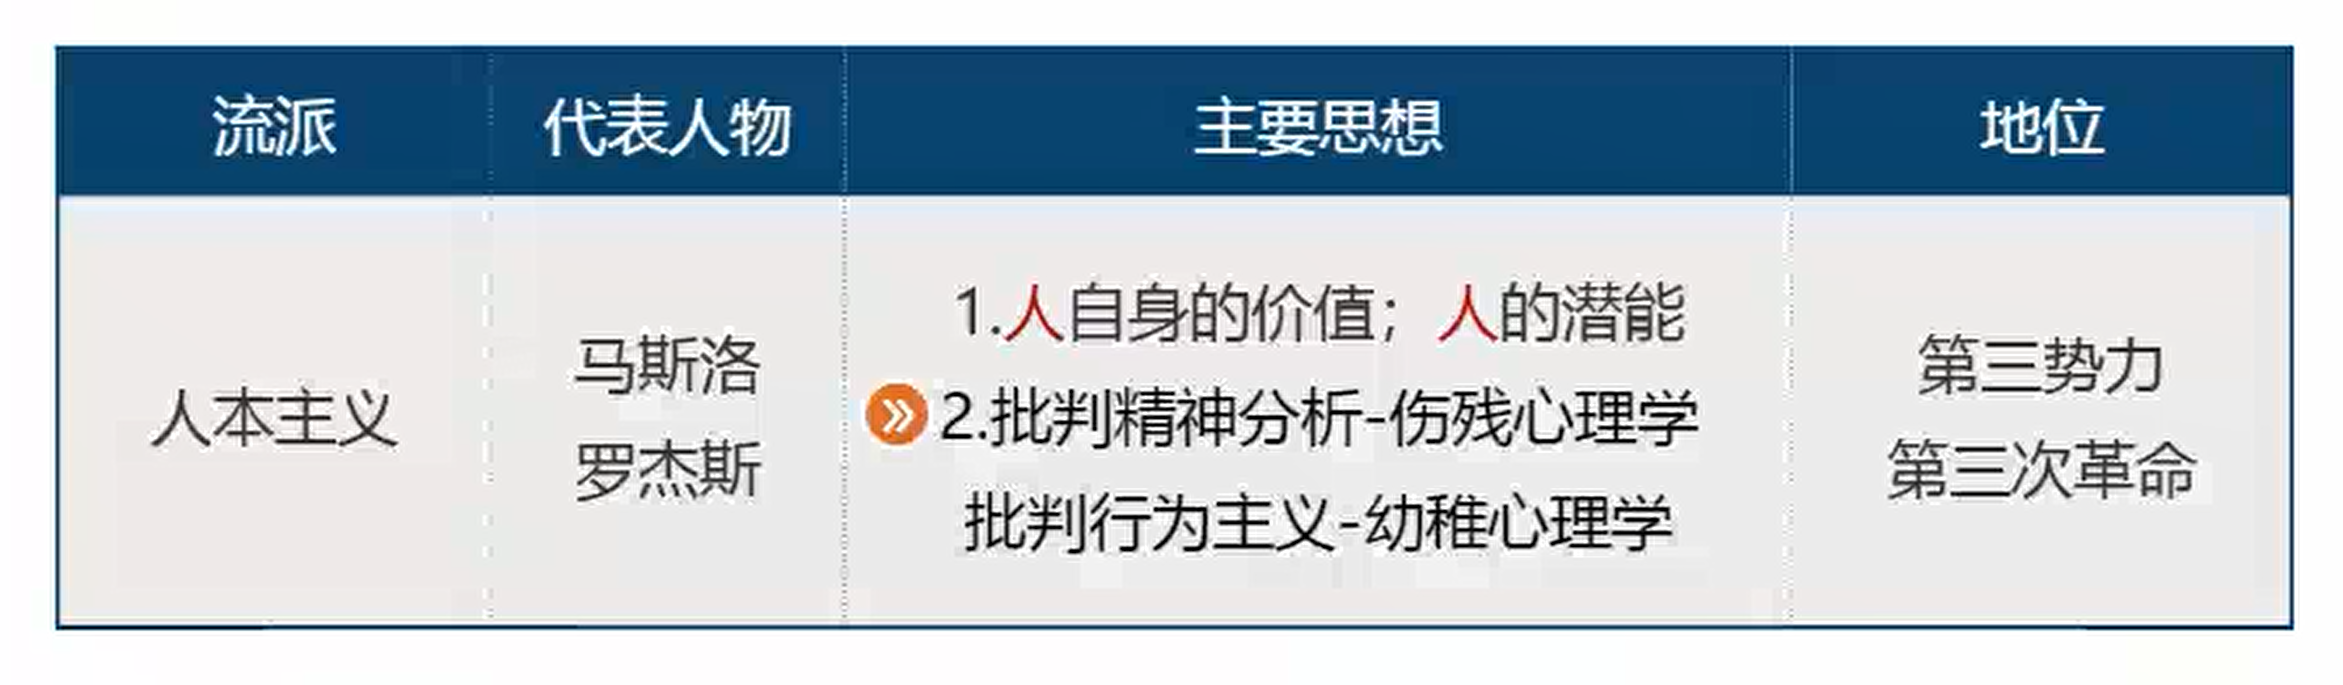 流派
代表人物
主要思想
地位
人本主义
马斯洛
罗杰斯
1.人自身的价值；人的潜能
2.批判精神分析-伤残心理学
批判行为主义-幼稚心理学
第三势力
第三次革命